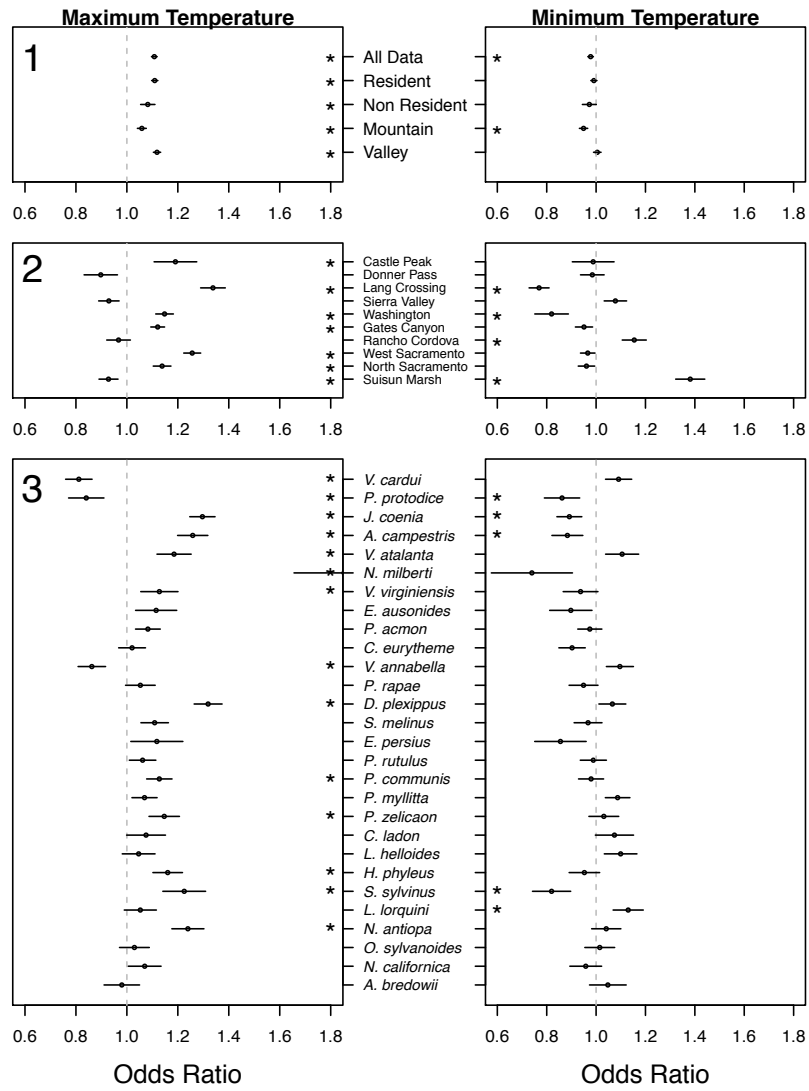 Maximum Temperature
Minimum Temperature
1
* All Data *
* Resident
* Non Resident
* Mountain *
* Valley
0.6 0.8 1.0 1.2 1.4 1.6 1.8
0.6 0.8 1.0 1.2 1.4 1.6 1.8
2
* Castle Peak
Donner Pass
* Lang Crossing *
Sierra Valley
* Washington *
* Gates Canyon
Rancho Cordova *
* West Sacramento
* North Sacramento
* Suisun Marsh *
0.6 0.8 1.0 1.2 1.4 1.6 1.8
0.6 0.8 1.0 1.2 1.4 1.6 1.8
3
* V. cardui
* P. protodice *
* J. coenia *
* A. campestris *
* V. atalanta
* N. milberti
* V. virginiensis
E. ausonides
P. acmon
C. eurytheme
* V. annabella
P. rapae
* D. plexippus
S. melinus
E. persius
P. rutulus
* P. communis
P. myllitta
* P. zelicaon
C. ladon
L. helloides
* H. phyleus
* S. sylvinus *
L. lorquini *
* N. antiopa
O. sylvanoides
N. californica
A. bredowii
0.6 0.8 1.0 1.2 1.4 1.6 1.8
0.6 0.8 1.0 1.2 1.4 1.6 1.8
Odds Ratio
Odds Ratio